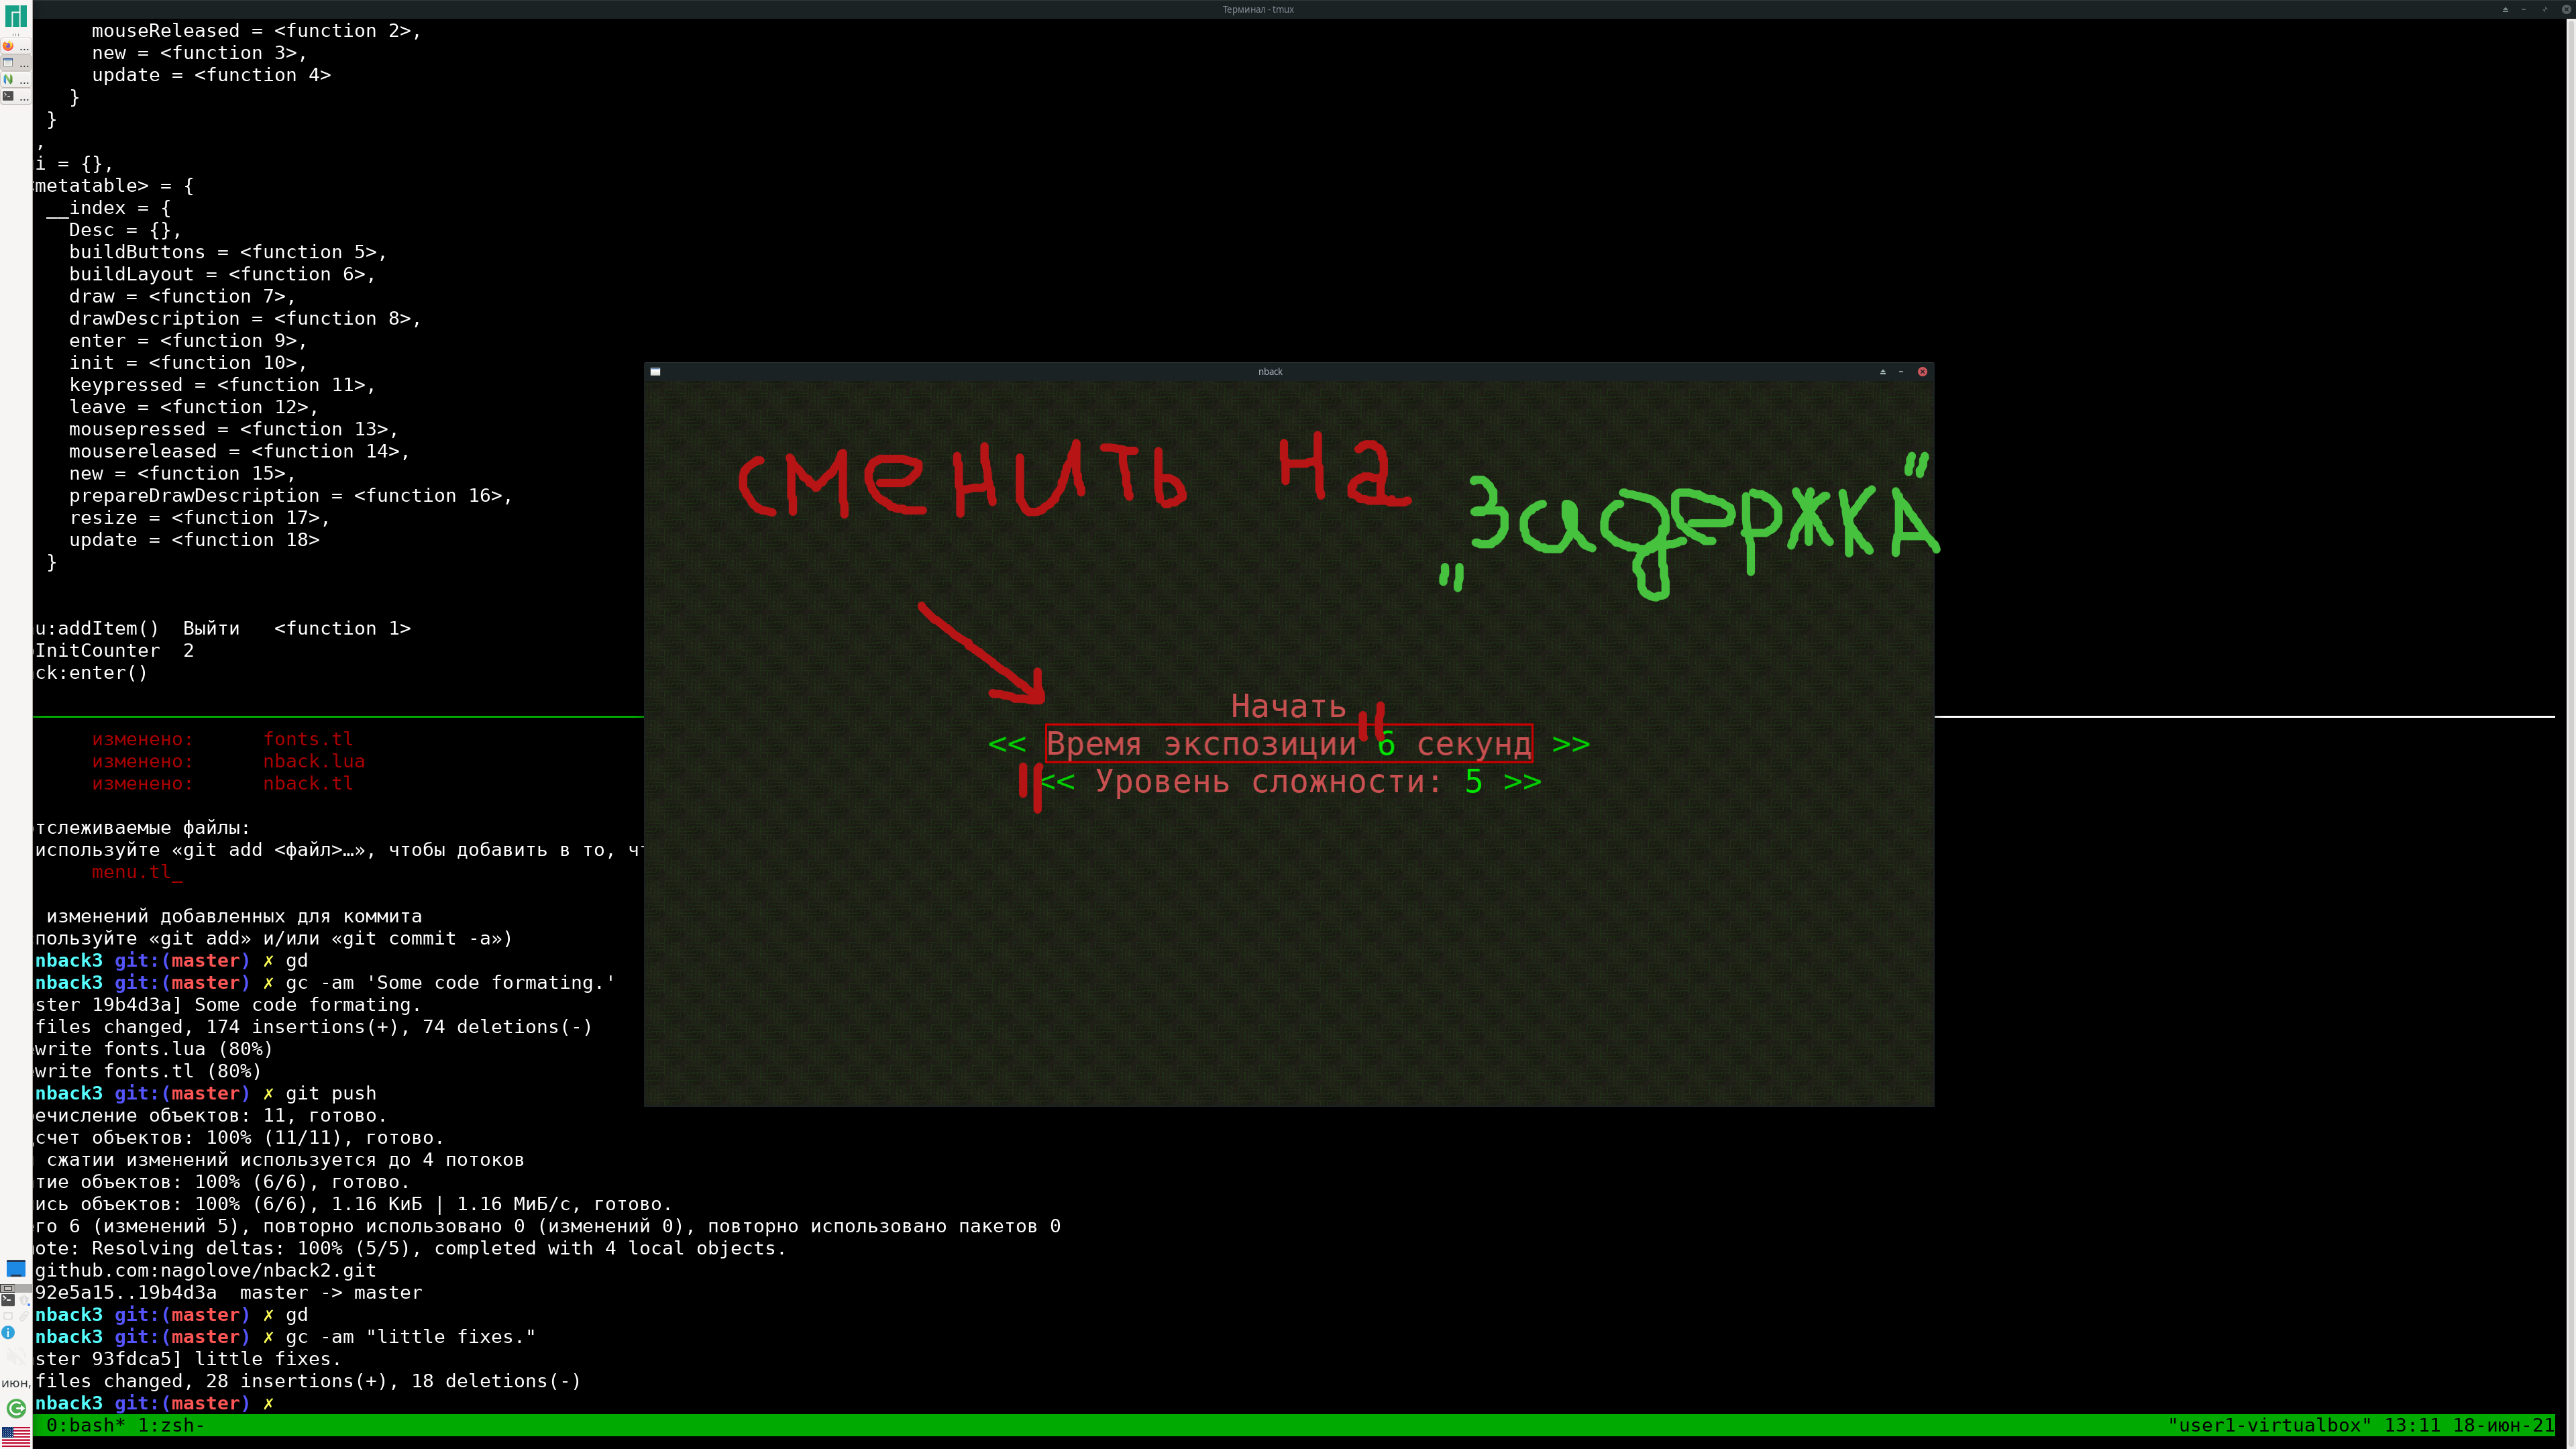 Терминал - tmux
mouseReleased = <function 2>,
new = <function 3>,
update = <function 4>
}
}
,
i = {},
metatable> = {
__index = {
Desc = {},
buildButtons = <function 5>,
buildLayout = <function 6>,
draw = <function 7>,
drawDescription = <function 8>,
enter = <function 9>,
init = <function 10>,
keypressed = <function 11>,
leave = <function 12>,
mousepressed = <function 13>,
mousereleased = <function 14>,
new = <function 15>,
prepareDrawDescription = <function 16>,
resize = <function 17>,
update = <function 18>
}
u:addItem()  Выйти   <function 1>
InitCounter  2
ck:enter()
изменено:      fonts.tl
изменено:      nback.lua
изменено:      nback.tl
тслеживаемые файлы:
используйте «git add <файл>…», чтобы добавить в то, чт
menu.tl_
изменений добавленных для коммита
пользуйте «git add» и/или «git commit -a»)
nback3 git:(master) ✗ gd
nback3 git:(master) ✗ gc -am 'Some code formating.'
ster 19b4d3a] Some code formating.
files changed, 174 insertions(+), 74 deletions(-)
ewrite fonts.lua (80%)
ewrite fonts.tl (80%)
nback3 git:(master) ✗ git push
ечисление объектов: 11, готово.
счет объектов: 100% (11/11), готово.
сжатии изменений используется до 4 потоков
тие объектов: 100% (6/6), готово.
ись объектов: 100% (6/6), 1.16 КиБ | 1.16 МиБ/с, готово.
го 6 (изменений 5), повторно использовано 0 (изменений 0), повторно использовано пакетов 0
ote: Resolving deltas: 100% (5/5), completed with 4 local objects.
github.com:nagolove/nback2.git
92e5a15..19b4d3a  master -> master
nback3 git:(master) ✗ gd
nback3 git:(master) ✗ gc -am "little fixes."
ster 93fdca5] little fixes.
files changed, 28 insertions(+), 18 deletions(-)
nback3 git:(master) ✗
0:bash* 1:zsh-
"user1-virtualbox" 13:11 18-июн-21
июн,
nback
сменить на
"задержка"
Начать
<< Время экспозиции 6 секунд >>
<< Уровень сложности: 5 >>